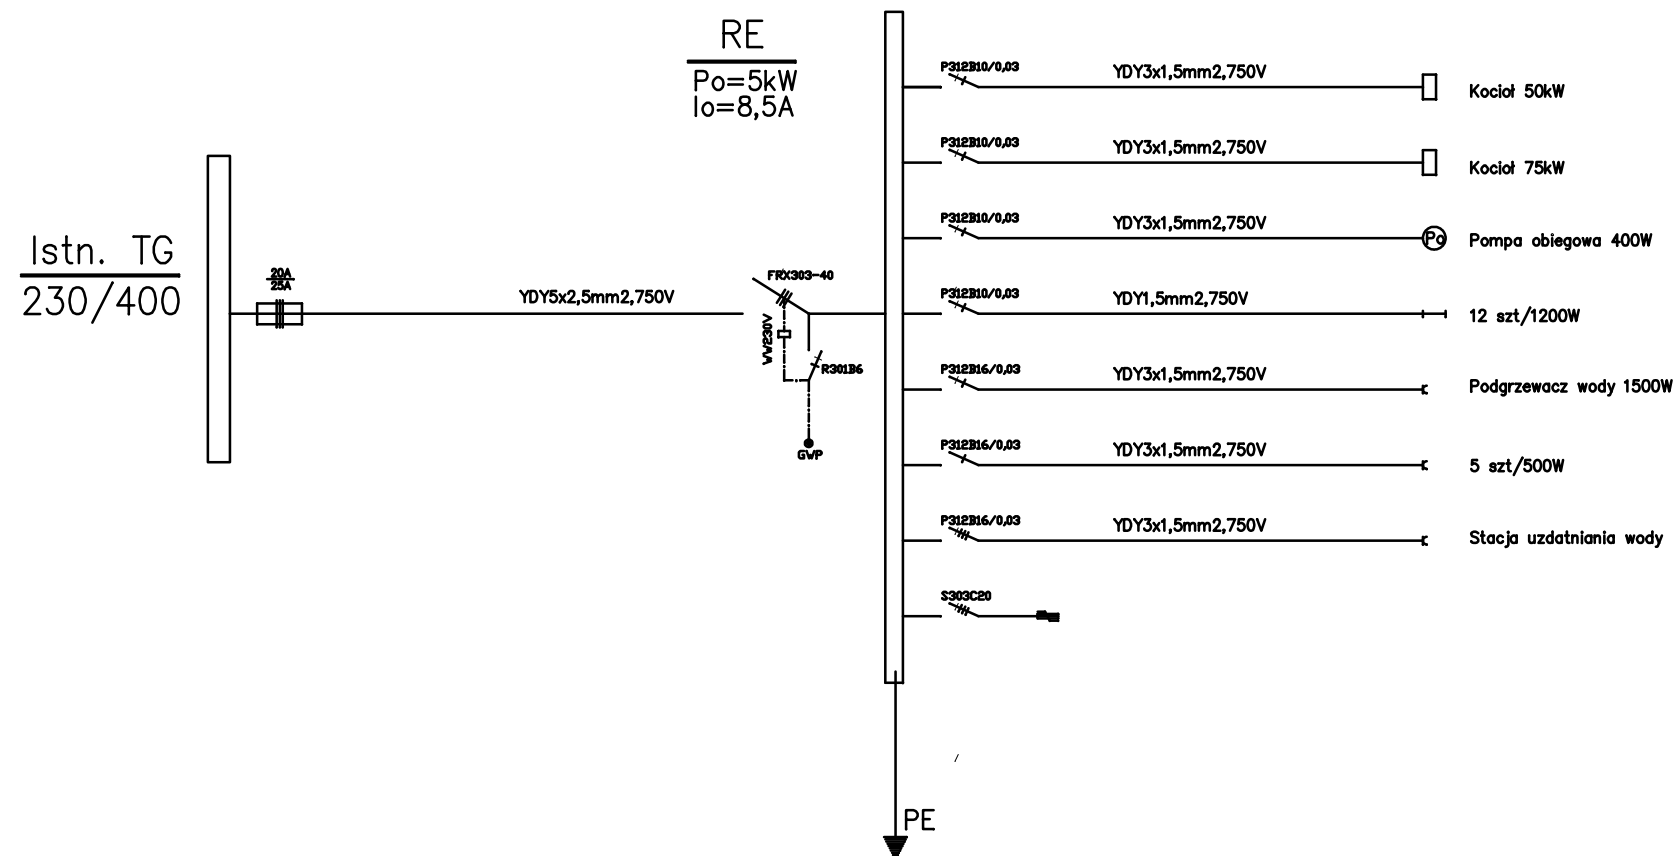 RE
Po=5kW
Io=8,5A
Istn. TG
230/400
20A
25A
YDY5x2,5mm2,750V
FRX303-40
WW230V
R301B6
GWP
P312B10/0,03 YDY3x1,5mm2,750V Kocioł 50kW
P312B10/0,03 YDY3x1,5mm2,750V Kocioł 75kW
P312B10/0,03 YDY3x1,5mm2,750V Po Pompa obiegowa 400W
P312B10/0,03 YDY1,5mm2,750V 12 szt/1200W
P312B16/0,03 YDY3x1,5mm2,750V Podgrzewacz wody 1500W
P312B16/0,03 YDY3x1,5mm2,750V 5 szt/500W
P312B16/0,03 YDY3x1,5mm2,750V Stacja uzdatniania wody
S303C20
/
PE